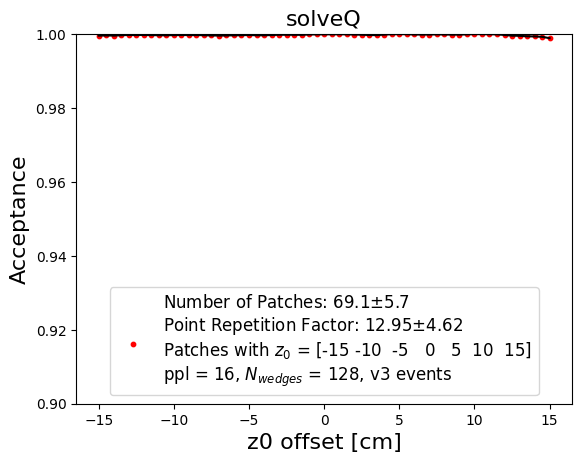 solveQ
1.00
0.98
0.96
0.94
0.92
0.90
Acceptance
Number of Patches: 69.1±5.7
Point Repetition Factor: 12.95±4.62
Patches with z₀ = [-15 -10 -5 0 5 10 15]
ppl = 16, N_wedges = 128, v3 events
−15 −10 −5 0 5 10 15
z0 offset [cm]